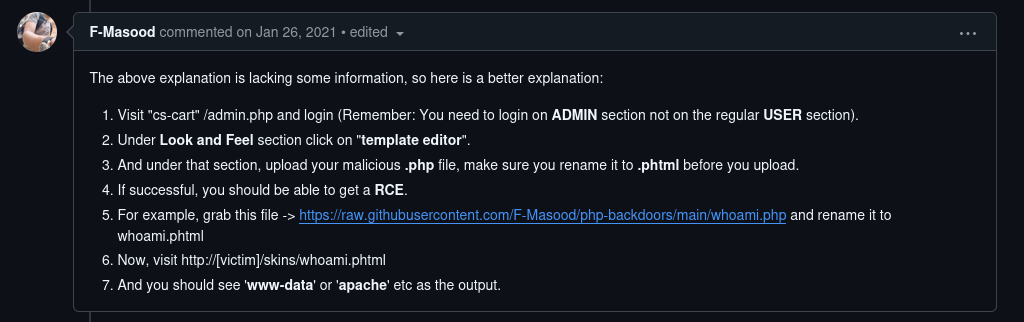 F-Masood commented on Jan 26, 2021 • edited
The above explanation is lacking some information, so here is a better explanation:
1. Visit "cs-cart" /admin.php and login (Remember: You need to login on ADMIN section not on the regular USER section).
2. Under Look and Feel section click on "template editor".
3. And under that section, upload your malicious .php file, make sure you rename it to .phtml before you upload.
4. If successful, you should be able to get a RCE.
5. For example, grab this file -> https://raw.githubusercontent.com/F-Masood/php-backdoors/main/whoami.php and rename it to
whoami.phtml
6. Now, visit http://[victim]/skins/whoami.phtml
7. And you should see 'www-data' or 'apache' etc as the output.